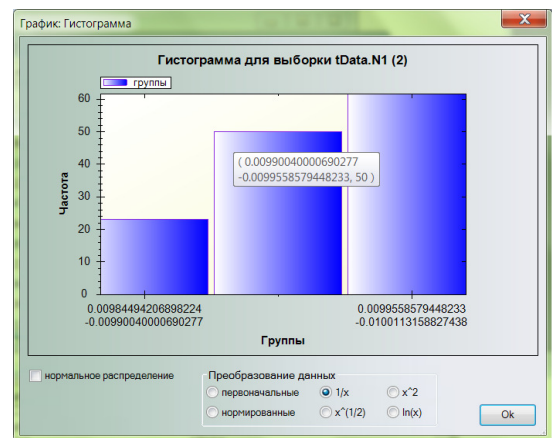 График: Гистограмма
Гистограмма для выборки tData.N1 (2)
группы
Частота
60
50
40
30
20
10
0
( 0.00990040000690277
-0.0099558579448233, 50 )
0.00984494206898224
-0.00990040000690277
0.0099558579448233
-0.0100113158827438
Группы
нормальное распределение
Преобразование данных
первоначальные
1/x
x^2
нормированные
x^(1/2)
ln(x)
Ok